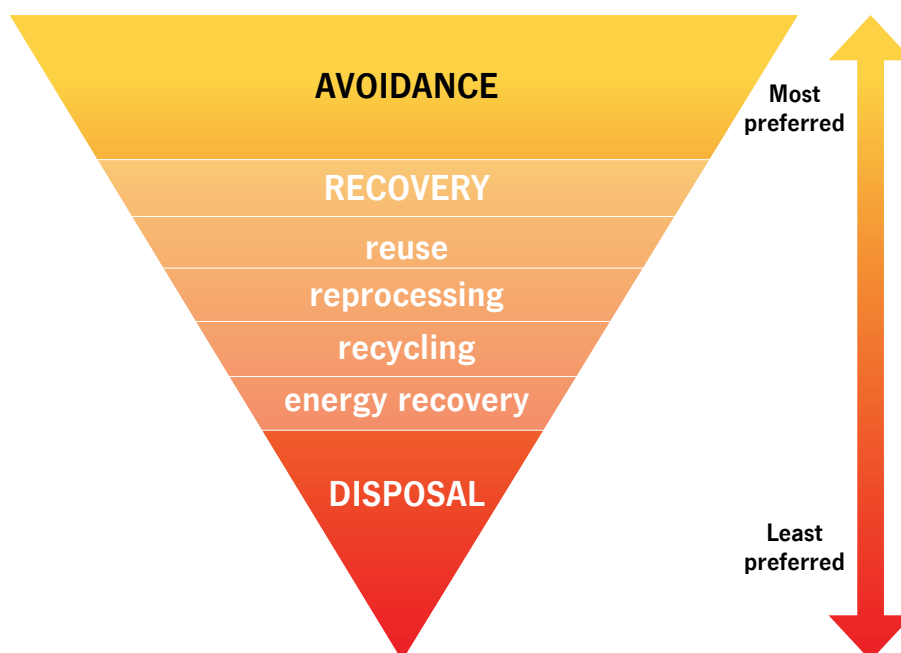 AVOIDANCE
Most
preferred
RECOVERY
reuse
reprocessing
recycling
energy recovery
DISPOSAL
Least
preferred